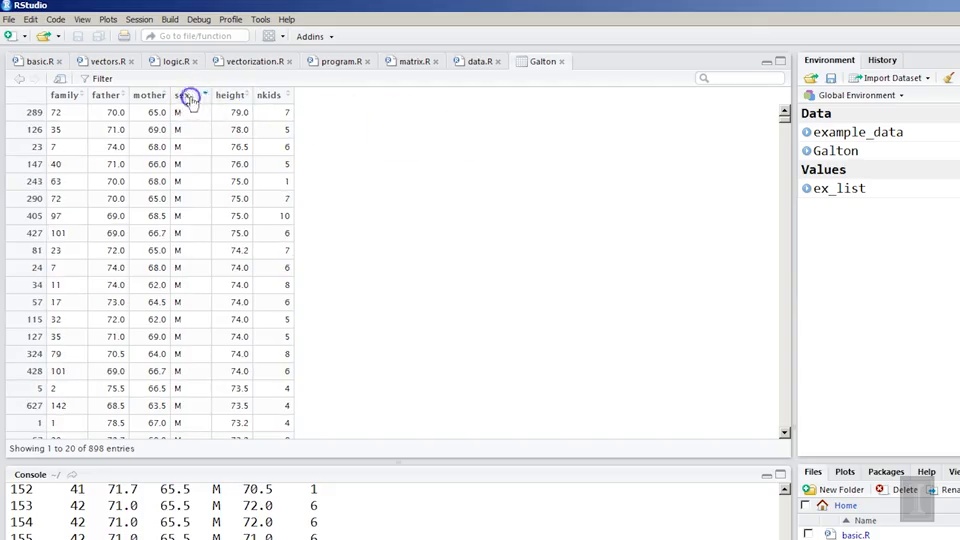 RStudio
File Edit Code View Plots Session Build Debug Profile Tools Help
Go to file/function Addins
basic.R × vectors.R × logic.R × vectorization.R × program.R × matrix.R × data.R × Galton ×
Filter
family father mother sex height nkids
289 72 70.0 65.0 M 79.0 7
126 35 71.0 69.0 M 78.0 5
23 7 74.0 68.0 M 76.5 6
147 40 71.0 66.0 M 76.0 5
243 63 70.0 68.0 M 75.0 1
290 72 70.0 65.0 M 75.0 7
405 97 69.0 68.5 M 75.0 10
427 101 69.0 66.7 M 75.0 6
81 23 72.0 65.0 M 74.2 7
24 7 74.0 68.0 M 74.0 6
34 11 74.0 62.0 M 74.0 8
57 17 73.0 64.5 M 74.0 6
115 32 72.0 62.0 M 74.0 5
127 35 71.0 69.0 M 74.0 5
324 79 70.5 64.0 M 74.0 8
428 101 69.0 66.7 M 74.0 6
5 2 75.5 66.5 M 73.5 4
627 142 68.5 63.5 M 73.5 4
1 1 78.5 67.0 M 73.2 4
Showing 1 to 20 of 898 entries
Console ~/
152 41 71.7 65.5 M 70.5 1
153 42 71.0 65.5 M 72.0 6
154 42 71.0 65.5 M 72.0 6
155 42 71.0 65.5 M 71.0 6
Environment History
Import Dataset
Global Environment
Data
example_data
Galton
Values
ex_list
Files Plots Packages Help
New Folder Delete
Home
Name
basic.R